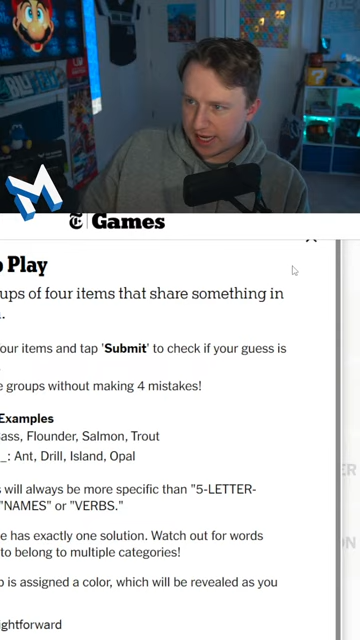 M
T Games
Play
ups of four items that share something in
our items and tap 'Submit' to check if your guess is
groups without making 4 mistakes!
Examples
ass, Flounder, Salmon, Trout
_: Ant, Drill, Island, Opal
will always be more specific than "5-LETTER-
"NAMES" or "VERBS."
has exactly one solution. Watch out for words
to belong to multiple categories!
is assigned a color, which will be revealed as you
ghtforward